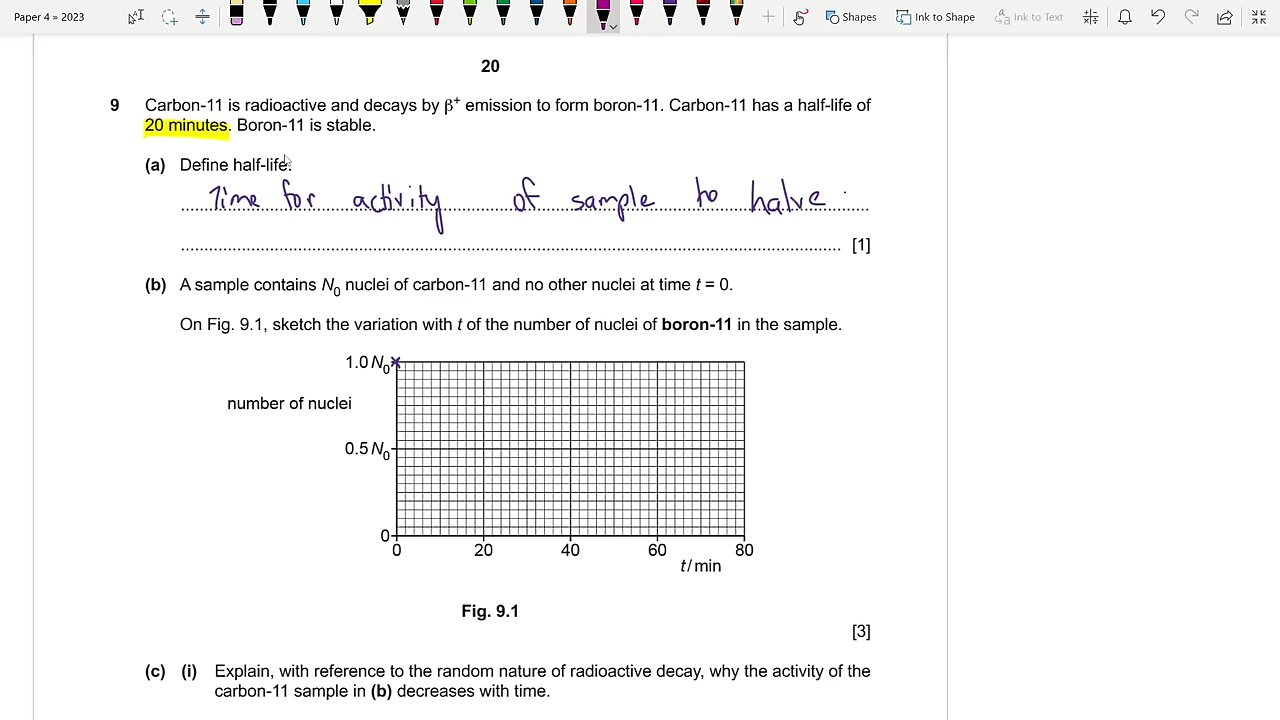 Paper 4 » 2023
Shapes
Ink to Shape
Ink to Text
20
9 Carbon-11 is radioactive and decays by β⁺ emission to form boron-11. Carbon-11 has a half-life of
20 minutes. Boron-11 is stable.
(a) Define half-life.
Time for activity of sample to halve.
[1]
(b) A sample contains N₀ nuclei of carbon-11 and no other nuclei at time t = 0.
On Fig. 9.1, sketch the variation with t of the number of nuclei of boron-11 in the sample.
1.0 N₀
number of nuclei
0.5 N₀
0
0 20 40 60 80
t / min
Fig. 9.1
[3]
(c) (i) Explain, with reference to the random nature of radioactive decay, why the activity of the
carbon-11 sample in (b) decreases with time.